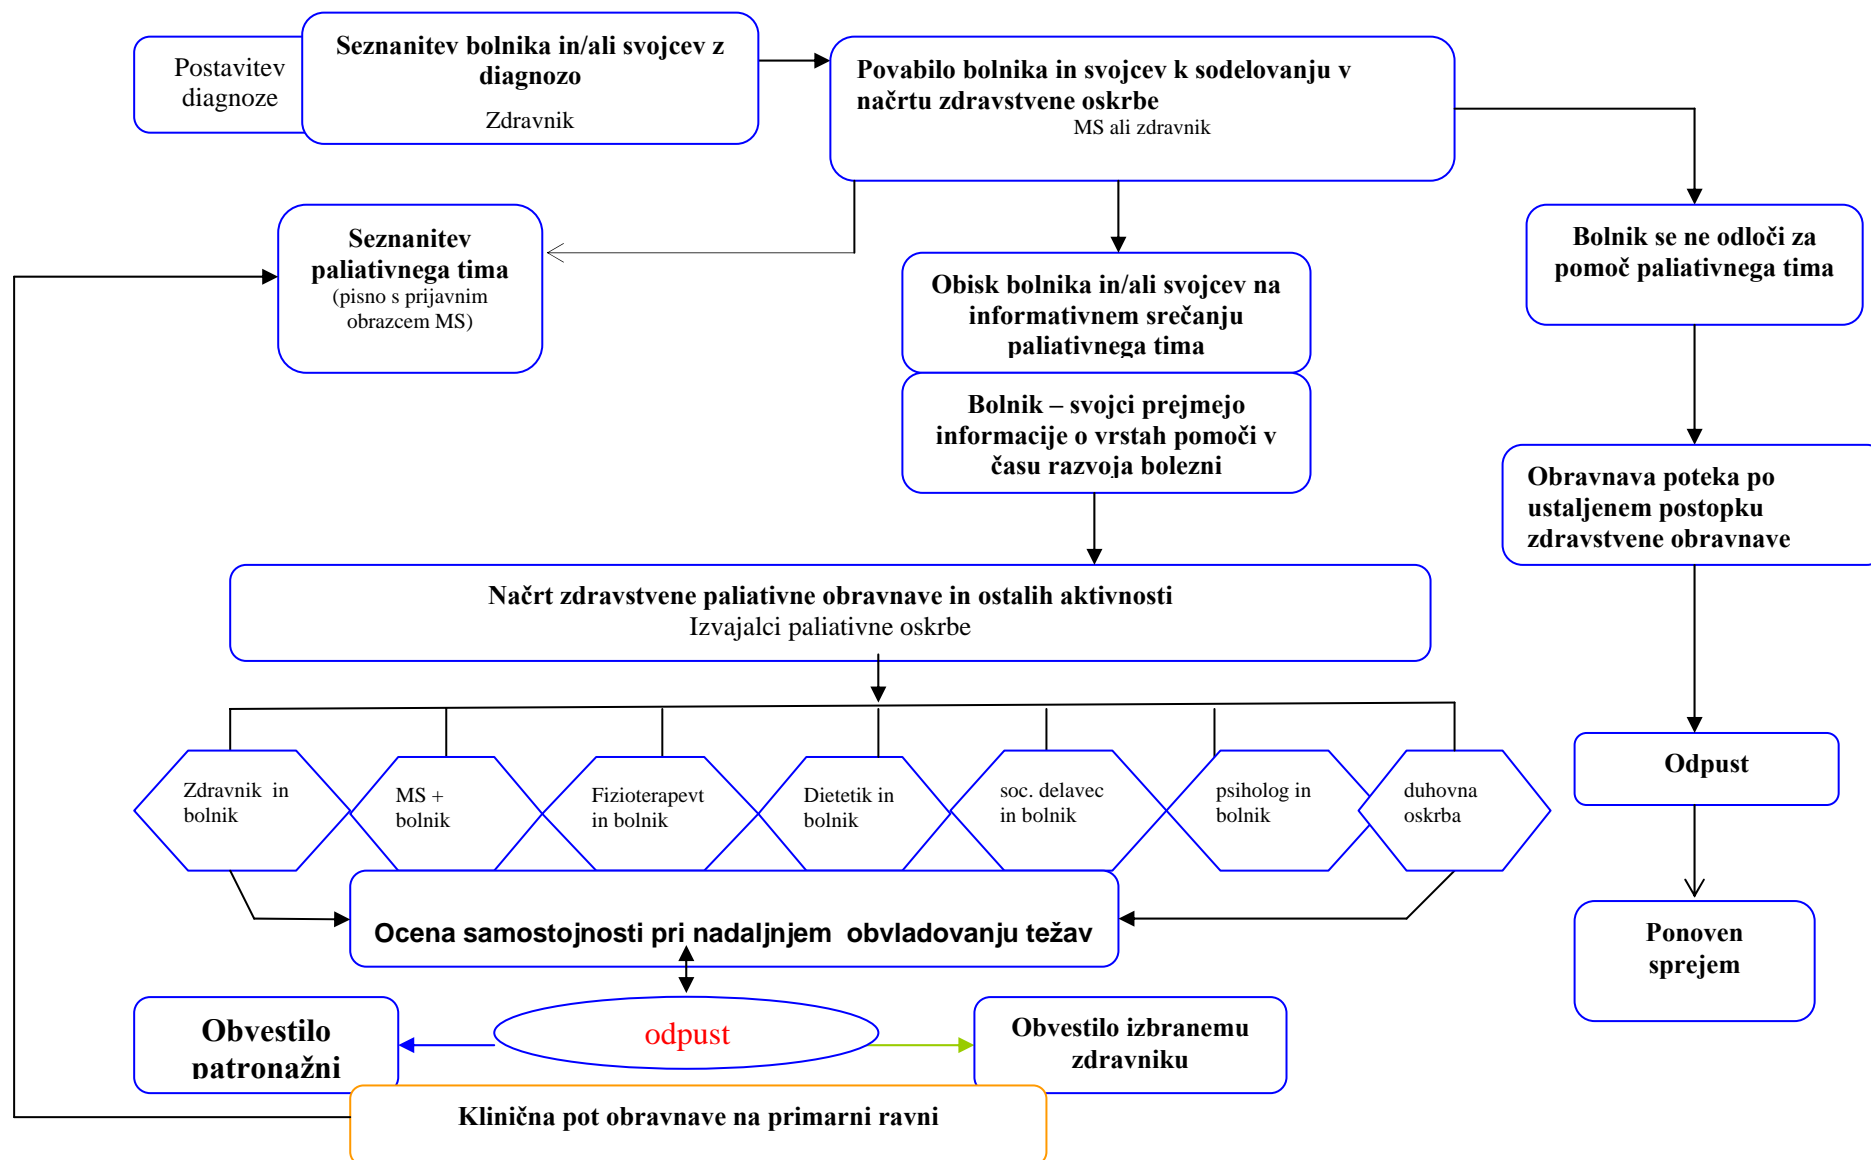 Postavitev
diagnoze
Seznanitev bolnika in/ali svojcev z
diagnozo
Zdravnik
Povabilo bolnika in svojcev k sodelovanju v
načrtu zdravstvene oskrbe
MS ali zdravnik
Seznanitev
paliativnega tima
(pisno s prijavnim
obrazcem MS)
Obisk bolnika in/ali svojcev na
informativnem srečanju
paliativnega tima
Bolnik se ne odloči za
pomoč paliativnega tima
Bolnik – svojci prejmejo
informacije o vrstah pomoči v
času razvoja bolezni
Obravnava poteka po
ustaljenem postopku
zdravstvene obravnave
Načrt zdravstvene paliativne obravnave in ostalih aktivnosti
Izvajalci paliativne oskrbe
Zdravnik in
bolnik
MS +
bolnik
Fizioterapevt
in bolnik
Dietetik in
bolnik
soc. delavec
in bolnik
psiholog in
bolnik
duhovna
oskrba
Odpust
Ocena samostojnosti pri nadaljnjem obvladovanju težav
Ponoven
sprejem
Obvestilo
patronažni
odpust
Obvestilo izbranemu
zdravniku
Klinična pot obravnave na primarni ravni